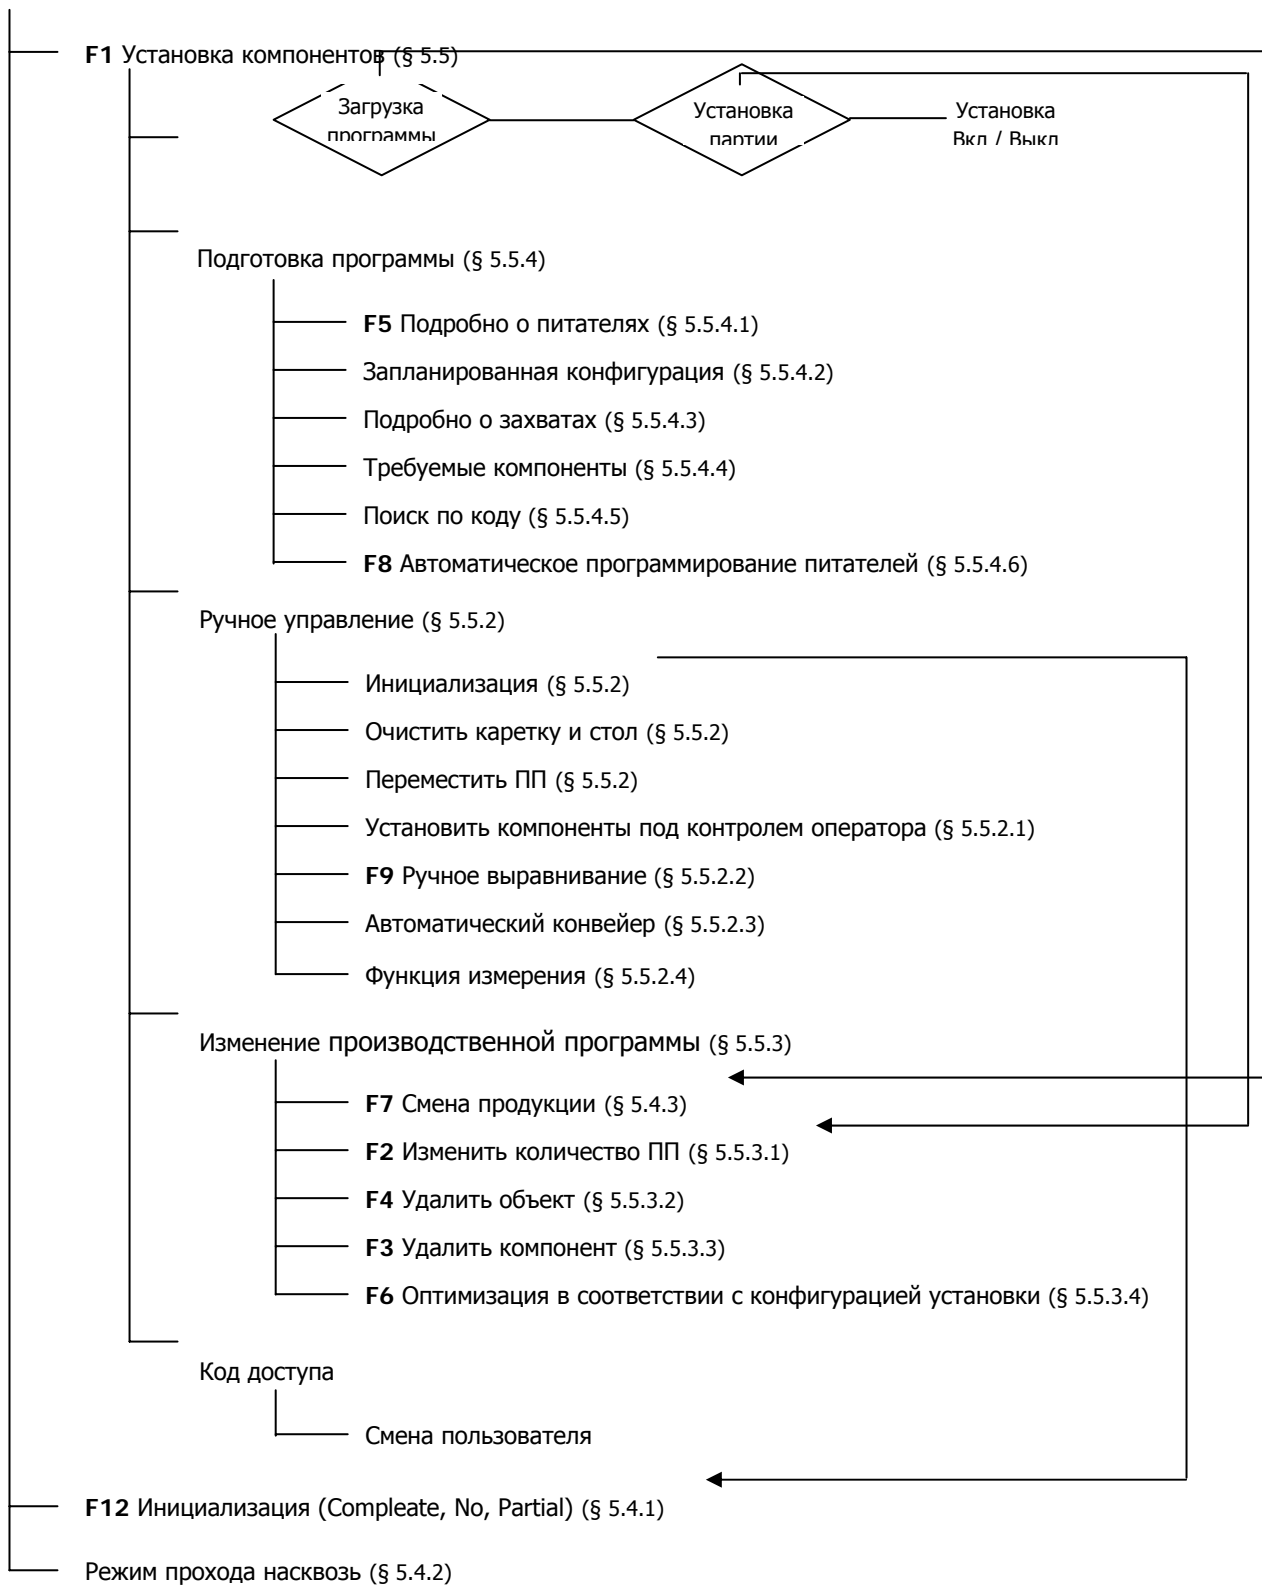 F1 Установка компонентов (§ 5.5)
Загрузка
программы
Установка
партии
Установка
Вкл / Выкл
Подготовка программы (§ 5.5.4)
F5 Подробно о питателях (§ 5.5.4.1)
Запланированная конфигурация (§ 5.5.4.2)
Подробно о захватах (§ 5.5.4.3)
Требуемые компоненты (§ 5.5.4.4)
Поиск по коду (§ 5.5.4.5)
F8 Автоматическое программирование питателей (§ 5.5.4.6)
Ручное управление (§ 5.5.2)
Инициализация (§ 5.5.2)
Очистить каретку и стол (§ 5.5.2)
Переместить ПП (§ 5.5.2)
Установить компоненты под контролем оператора (§ 5.5.2.1)
F9 Ручное выравнивание (§ 5.5.2.2)
Автоматический конвейер (§ 5.5.2.3)
Функция измерения (§ 5.5.2.4)
Изменение производственной программы (§ 5.5.3)
F7 Смена продукции (§ 5.4.3)
F2 Изменить количество ПП (§ 5.5.3.1)
F4 Удалить объект (§ 5.5.3.2)
F3 Удалить компонент (§ 5.5.3.3)
F6 Оптимизация в соответствии с конфигурацией установки (§ 5.5.3.4)
Код доступа
Смена пользователя
F12 Инициализация (Compleate, No, Partial) (§ 5.4.1)
Режим прохода насквозь (§ 5.4.2)